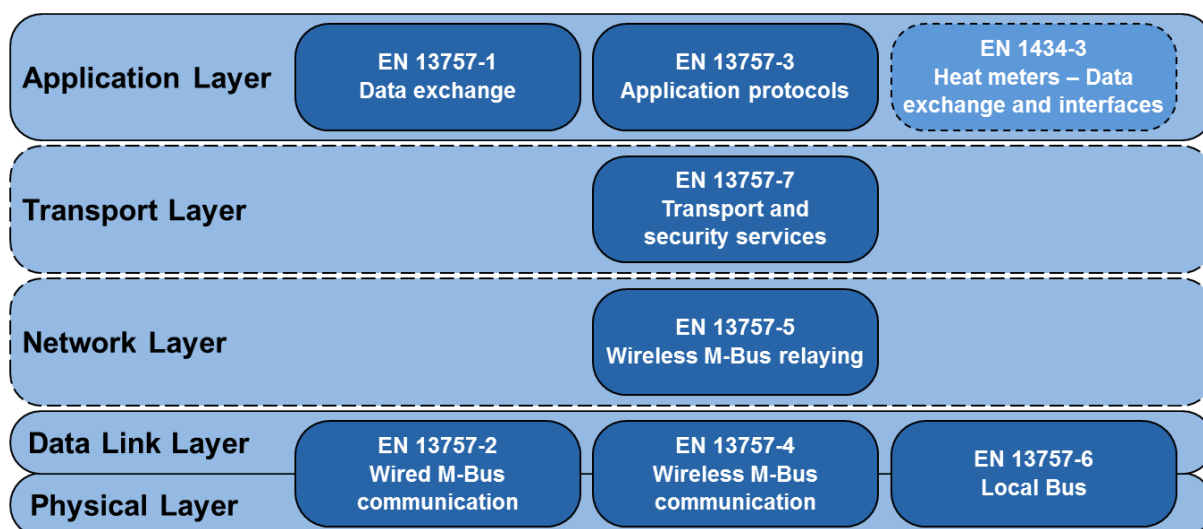 Application Layer
EN 13757-1
Data exchange
EN 13757-3
Application protocols
EN 1434-3
Heat meters – Data
exchange and interfaces
Transport Layer
EN 13757-7
Transport and
security services
Network Layer
EN 13757-5
Wireless M-Bus relaying
Data Link Layer
Physical Layer
EN 13757-2
Wired M-Bus
communication
EN 13757-4
Wireless M-Bus
communication
EN 13757-6
Local Bus